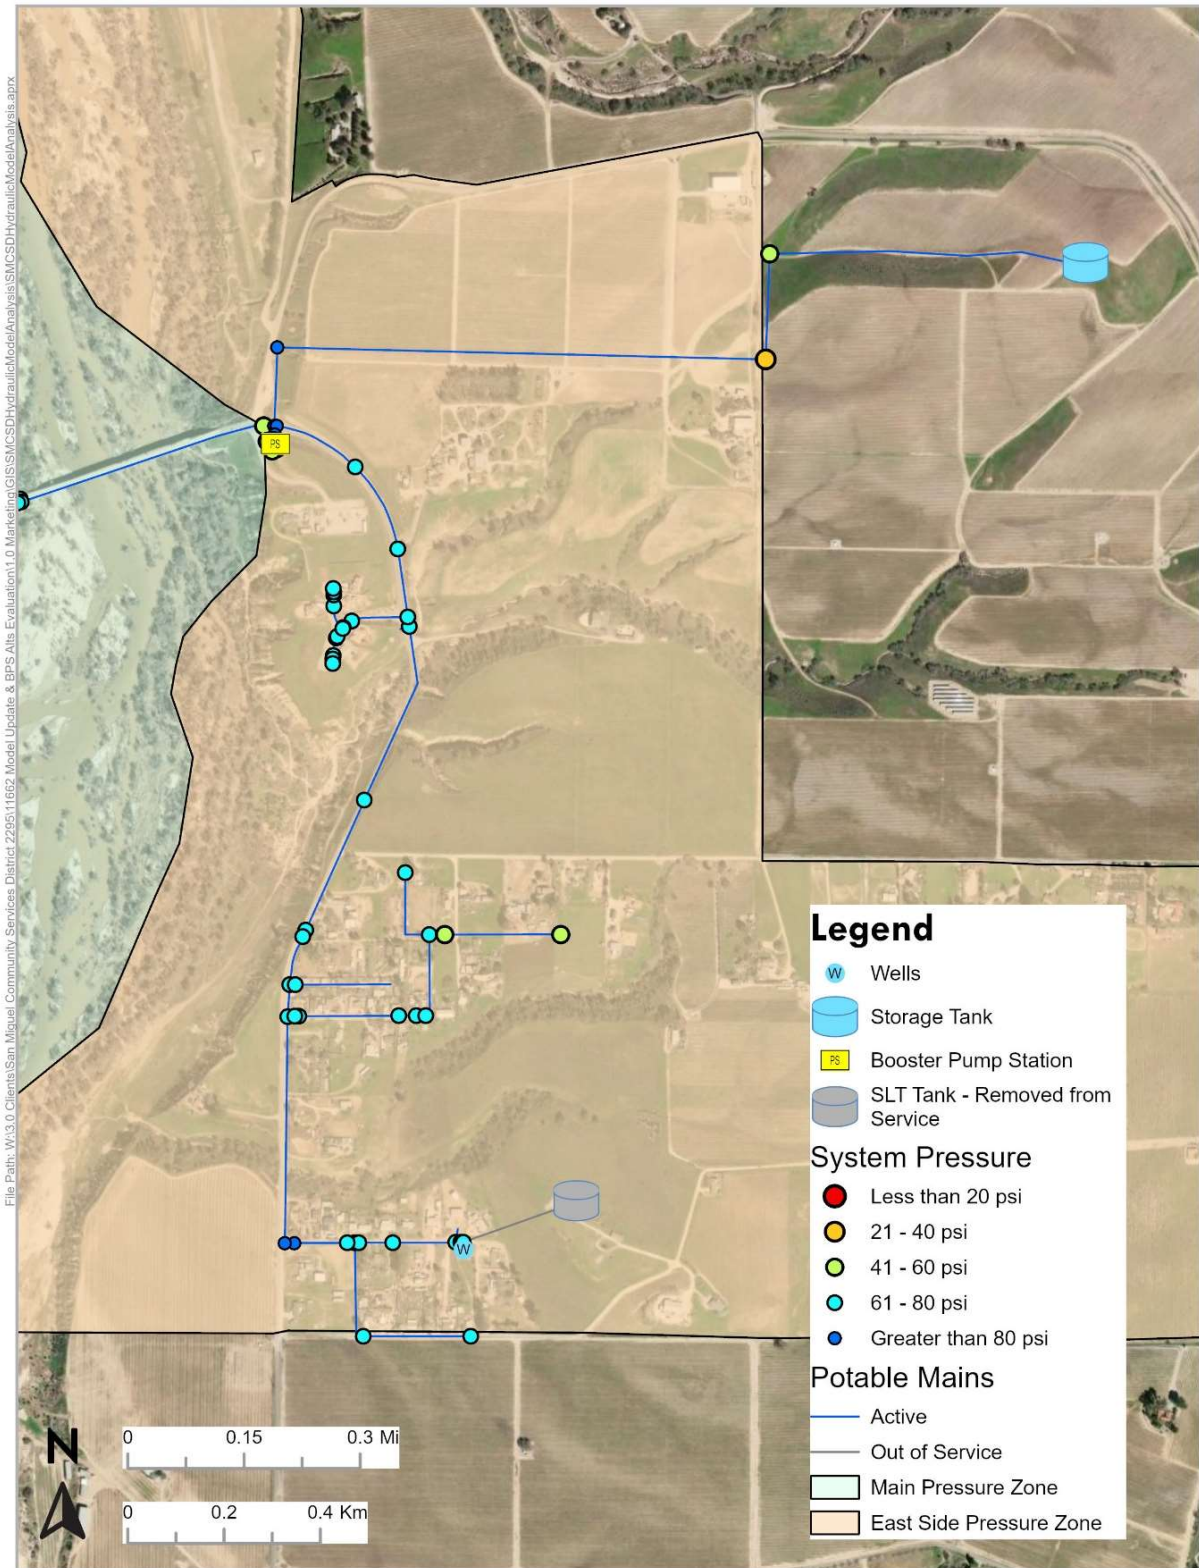 File Path: W:\3.0 Clients\San Miguel Community Services District 2295\11662 Model Update & BPS Alts Evaluation\1.0 Marketing\GIS\SMCSDHydraulicModelAnalysis\SMCSDHydraulicModelAnalysis.aprx
PS
W
Legend
W Wells
Storage Tank
PS Booster Pump Station
SLT Tank - Removed from
Service
System Pressure
Less than 20 psi
21 - 40 psi
41 - 60 psi
61 - 80 psi
Greater than 80 psi
Potable Mains
Active
Out of Service
Main Pressure Zone
East Side Pressure Zone
N
0 0.15 0.3 Mi
0 0.2 0.4 Km